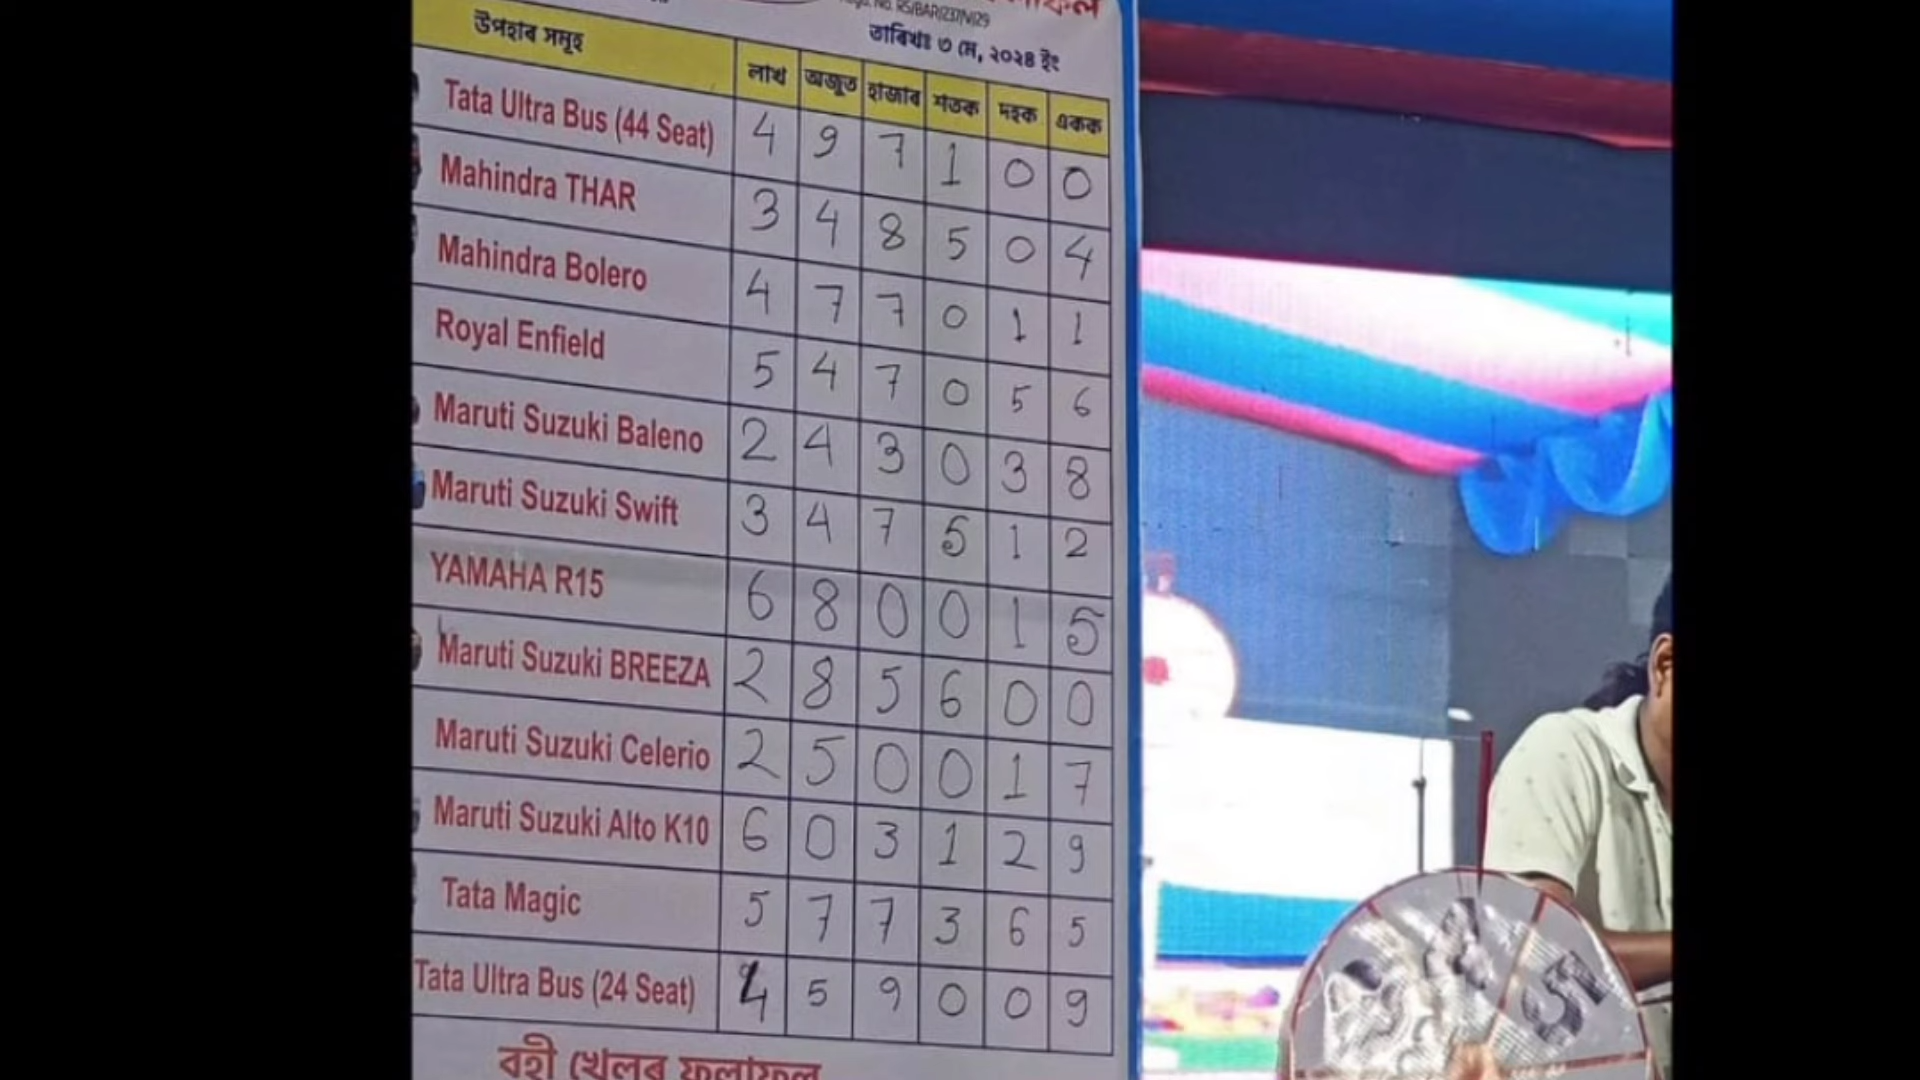 Regd. No. RS/BAR/237/V/29
তাৰিখঃ ৩ মে, ২০২৪ ইং
উপহাৰ সমূহ লাখ অজুত হাজাৰ শতক দহক একক
Tata Ultra Bus (44 Seat) 4 9 7 1 0 0
Mahindra THAR 3 4 8 5 0 4
Mahindra Bolero 4 7 7 0 1 1
Royal Enfield 5 4 7 0 5 6
Maruti Suzuki Baleno 2 4 3 0 3 8
Maruti Suzuki Swift 3 4 7 5 1 2
YAMAHA R15 6 8 0 0 1 5
Maruti Suzuki BREEZA 2 8 5 6 0 0
Maruti Suzuki Celerio 2 5 0 0 1 7
Maruti Suzuki Alto K10 6 0 3 1 2 9
Tata Magic 5 7 7 3 6 5
Tata Ultra Bus (24 Seat) 4 5 9 0 0 9
বহী খেলৰ ফলাফল